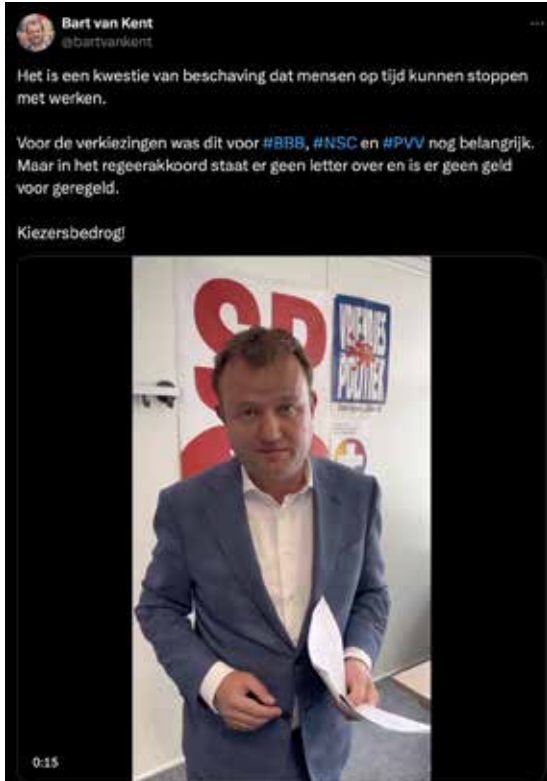 Bart van Kent
@bartvankent
Het is een kwestie van beschaving dat mensen op tijd kunnen stoppen
met werken.
Voor de verkiezingen was dit voor #BBB, #NSC en #PVV nog belangrijk.
Maar in het regeerakkoord staat er geen letter over en is er geen geld
voor geregeld.
Kiezersbedrog!
SP
POLITIEK
0:15